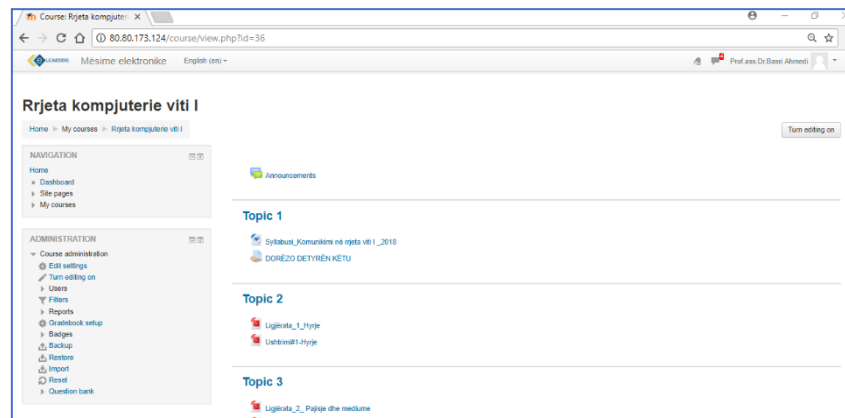 Course: Rrjeta kompjuter
80.80.173.124/course/view.php?id=36
LEARNING Mësime elektronike English (en)
4 Prof.ass.Dr.Basri Ahmedi
Rrjeta kompjuterie viti I
Home My courses Rrjeta kompjuterie viti I
Turn editing on
NAVIGATION
Home
Dashboard
Site pages
My courses
ADMINISTRATION
Course administration
Edit settings
Turn editing on
Users
Filters
Reports
Gradebook setup
Badges
Backup
Restore
Import
Reset
Question bank
Announcements
Topic 1
Syllabusi_Komunikimi në rrjeta viti I _2018
DORËZO DETYRËN KËTU
Topic 2
Ligjërata_1_Hyrje
Ushtrimi#1-Hyrje
Topic 3
Ligjërata_2_ Pajisje dhe mediume